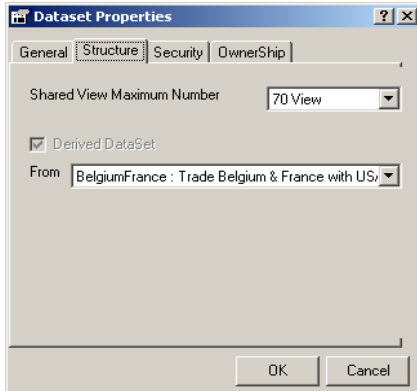 Dataset Properties
General Structure Security OwnerShip
Shared View Maximum Number 70 View
Derived DataSet
From BelgiumFrance : Trade Belgium & France with USA
OK Cancel